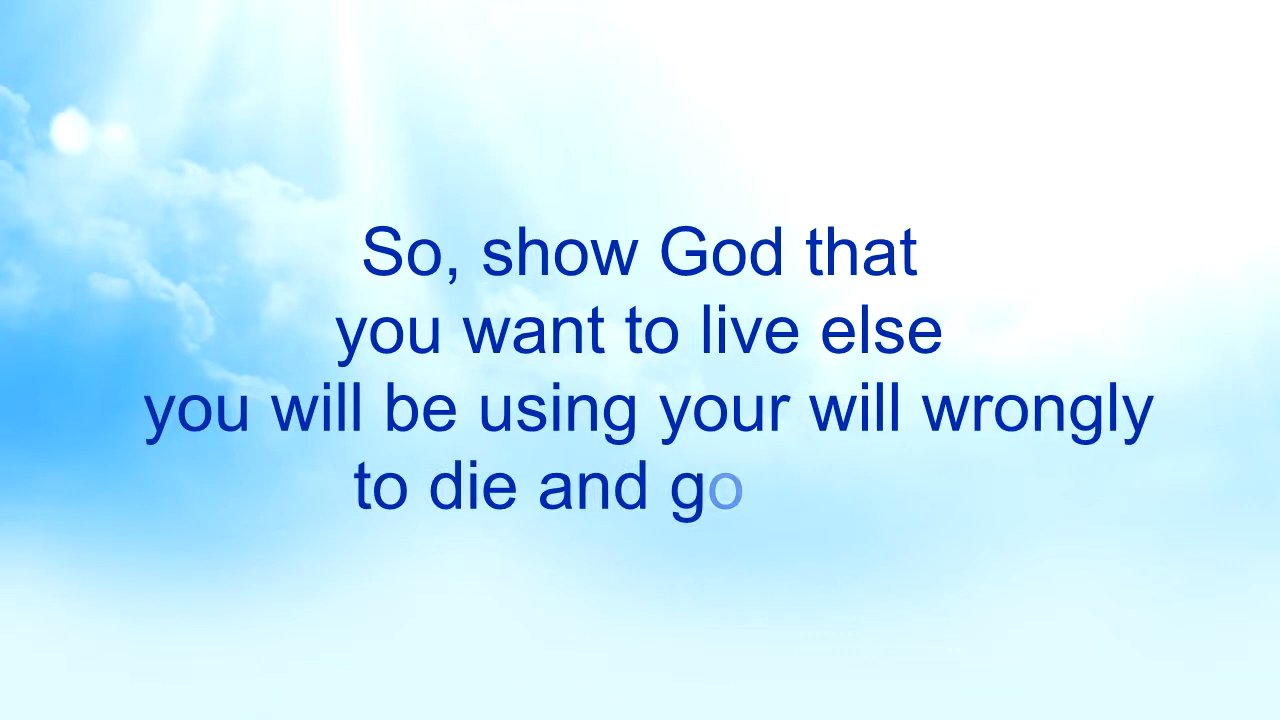 So, show God that
you want to live else
you will be using your will wrongly
to die and go